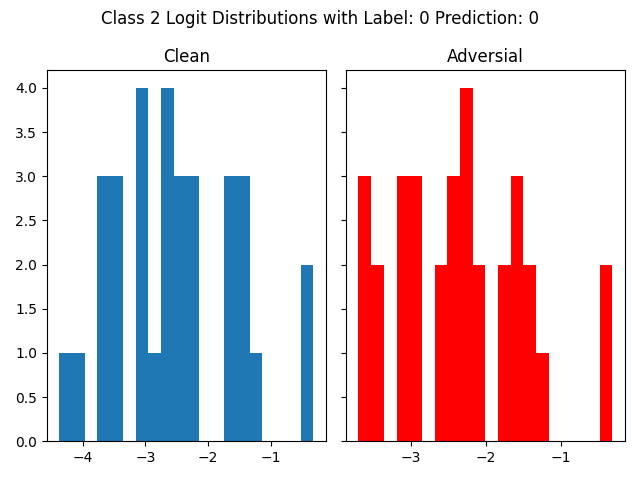 Class 2 Logit Distributions with Label: 0 Prediction: 0
Clean
Adversial
4.0
3.5
3.0
2.5
2.0
1.5
1.0
0.5
0.0
−4 −3 −2 −1
−3 −2 −1